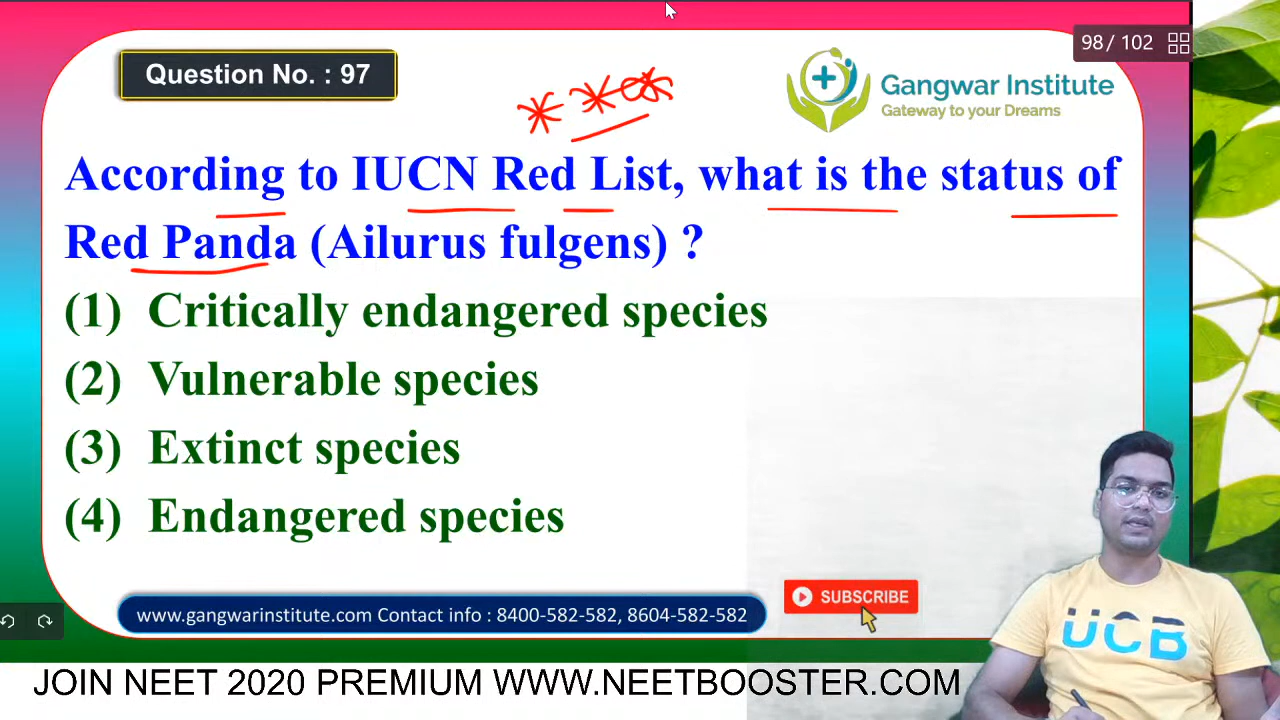 98 / 102
Question No. : 97
Gangwar Institute
Gateway to your Dreams
According to IUCN Red List, what is the status of
Red Panda (Ailurus fulgens) ?
(1) Critically endangered species
(2) Vulnerable species
(3) Extinct species
(4) Endangered species
SUBSCRIBE
www.gangwarinstitute.com Contact info : 8400-582-582, 8604-582-582
UCB
JOIN NEET 2020 PREMIUM WWW.NEETBOOSTER.COM